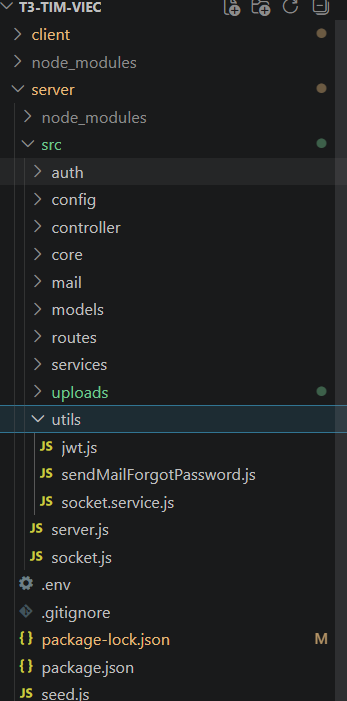 T3-TIM-VIEC
client
node_modules
server
node_modules
src
auth
config
controller
core
mail
models
routes
services
uploads
utils
JS jwt.js
JS sendMailForgotPassword.js
JS socket.service.js
JS server.js
JS socket.js
.env
.gitignore
{} package-lock.json M
{} package.json
JS seed.js